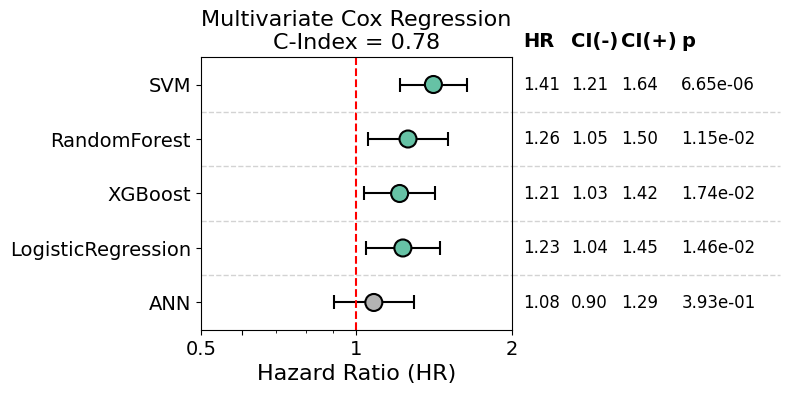 Multivariate Cox Regression
C-Index = 0.78
HR CI(-) CI(+) p
SVM 1.41 1.21 1.64 6.65e-06
RandomForest 1.26 1.05 1.50 1.15e-02
XGBoost 1.21 1.03 1.42 1.74e-02
LogisticRegression 1.23 1.04 1.45 1.46e-02
ANN 1.08 0.90 1.29 3.93e-01
0.5 1 2
Hazard Ratio (HR)